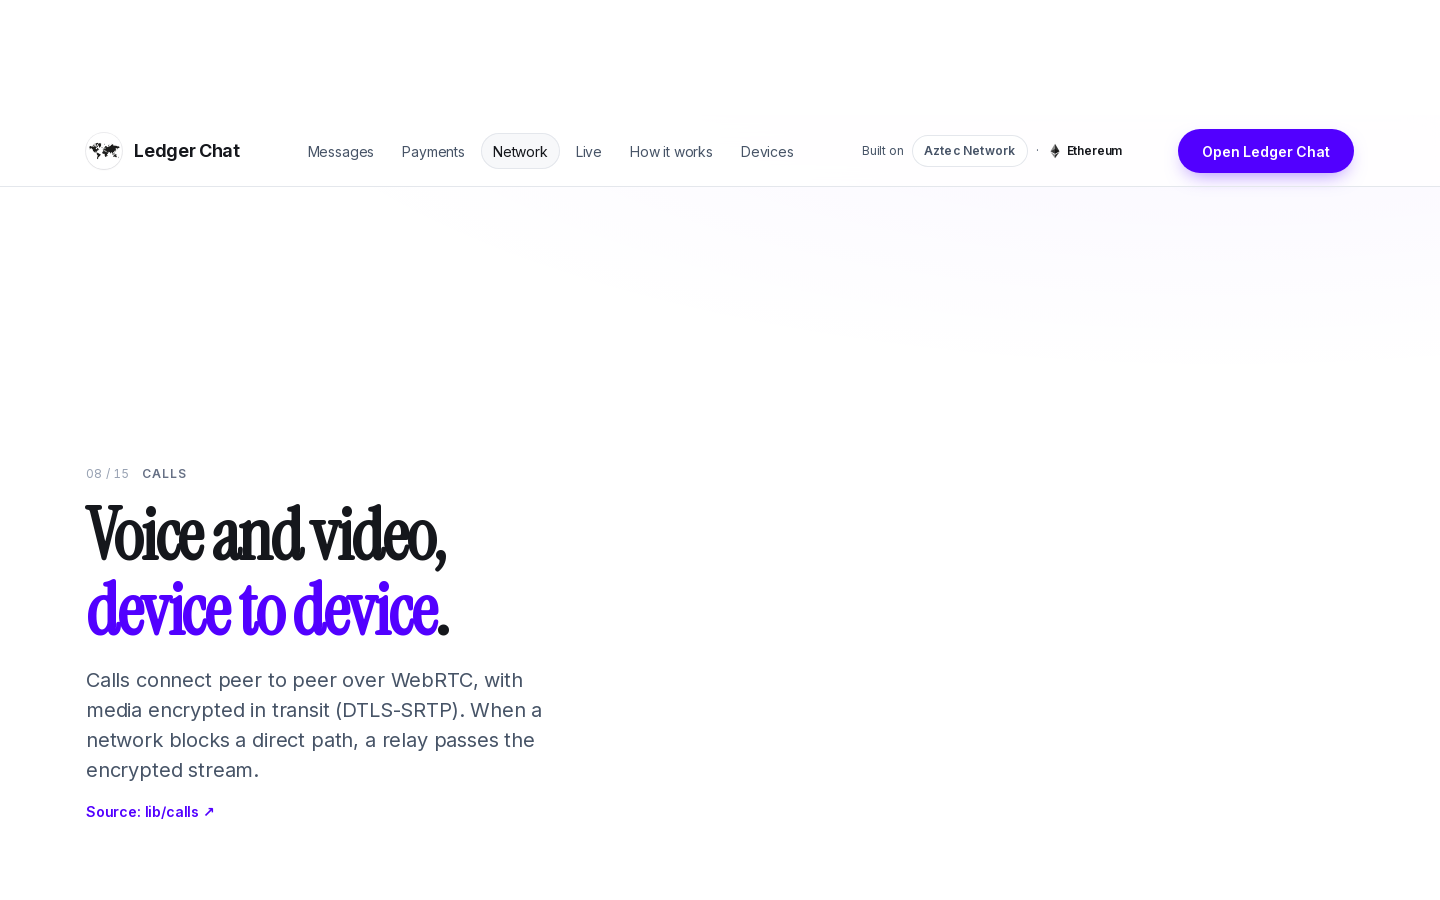 Ledger Chat
Messages Payments Network Live How it works Devices
Built on Aztec Network · Ethereum
Open Ledger Chat
08 / 15 CALLS
Voice and video,
device to device.
Calls connect peer to peer over WebRTC, with
media encrypted in transit (DTLS-SRTP). When a
network blocks a direct path, a relay passes the
encrypted stream.
Source: lib/calls ↗